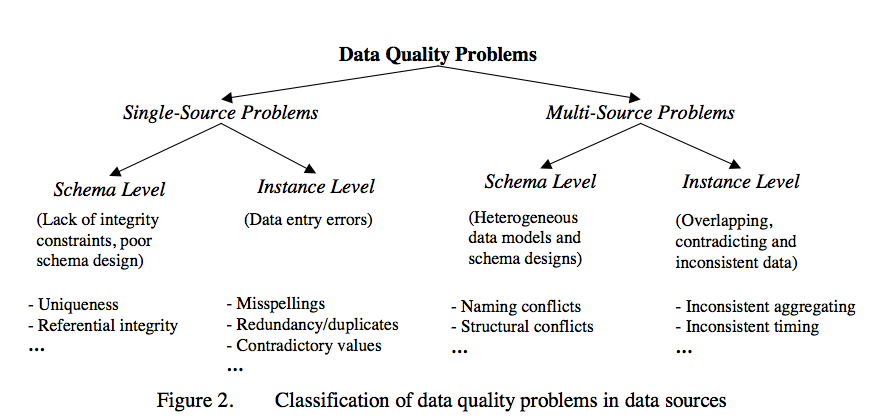 Data Quality Problems
Single-Source Problems
Multi-Source Problems
Schema Level
(Lack of integrity
constraints, poor
schema design)
- Uniqueness
- Referential integrity
...
Instance Level
(Data entry errors)
- Misspellings
- Redundancy/duplicates
- Contradictory values
...
Schema Level
(Heterogeneous
data models and
schema designs)
- Naming conflicts
- Structural conflicts
...
Instance Level
(Overlapping,
contradicting and
inconsistent data)
- Inconsistent aggregating
- Inconsistent timing
...
Figure 2. Classification of data quality problems in data sources